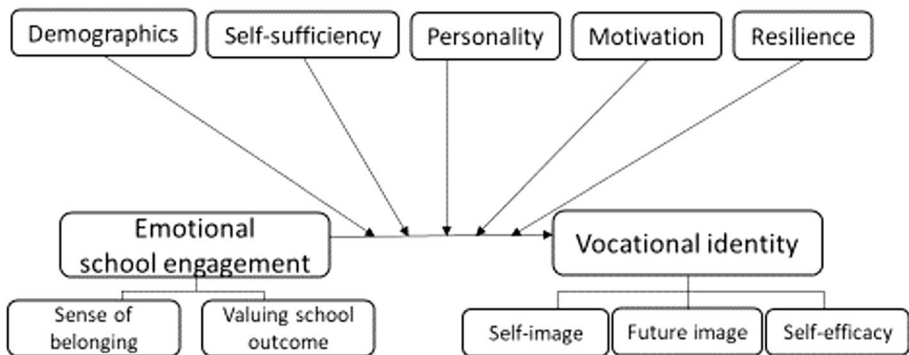 Demographics
Self-sufficiency
Personality
Motivation
Resilience
Emotional
school engagement
Vocational identity
Sense of
belonging
Valuing school
outcome
Self-image
Future image
Self-efficacy